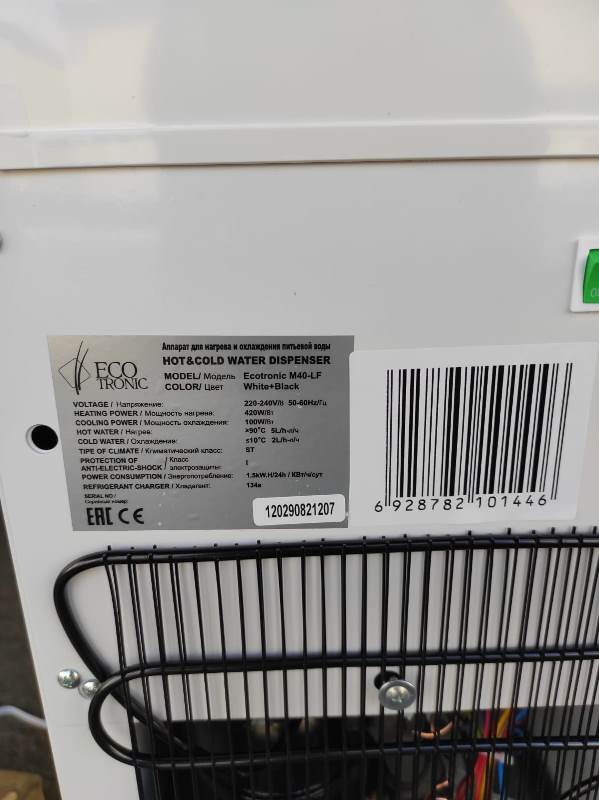 ECO
TRONIC
Аппарат для нагрева и охлаждения питьевой воды
HOT&COLD WATER DISPENSER
MODEL/ Модель Ecotronic M40-LF
COLOR/ Цвет White+Black
VOLTAGE / Напряжение: 220-240V/В 50-60Hz/Гц
HEATING POWER / Мощность нагрева: 420W/Вт
COOLING POWER / Мощность охлаждения: 100W/Вт
HOT WATER / Нагрев: ≥90°C 5L/h-л/ч
COLD WATER / Охлаждение: ≤10°C 2L/h-л/ч
TYPE OF CLIMATE / Климатический класс: ST
PROTECTION OF ANTI-ELECTRIC-SHOCK / Класс электрозащиты: I
POWER CONSUMPTION / Энергопотребление: 1.5kW.H/24h / КВт/ч/сут
REFRIGERANT CHARGER / Хладагент: 134a
SERIAL NO /
Серийный номер:
120290821207
EAC CE
6 928782 101446